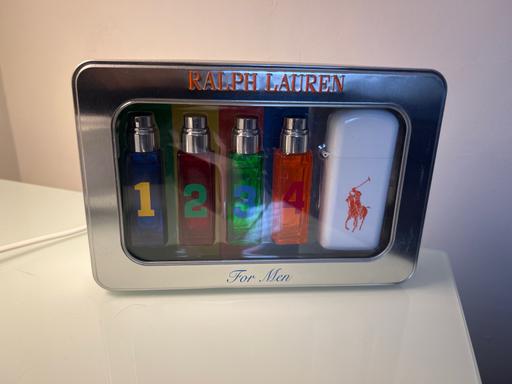 RALPH LAUREN
1 2 3 4
For Men